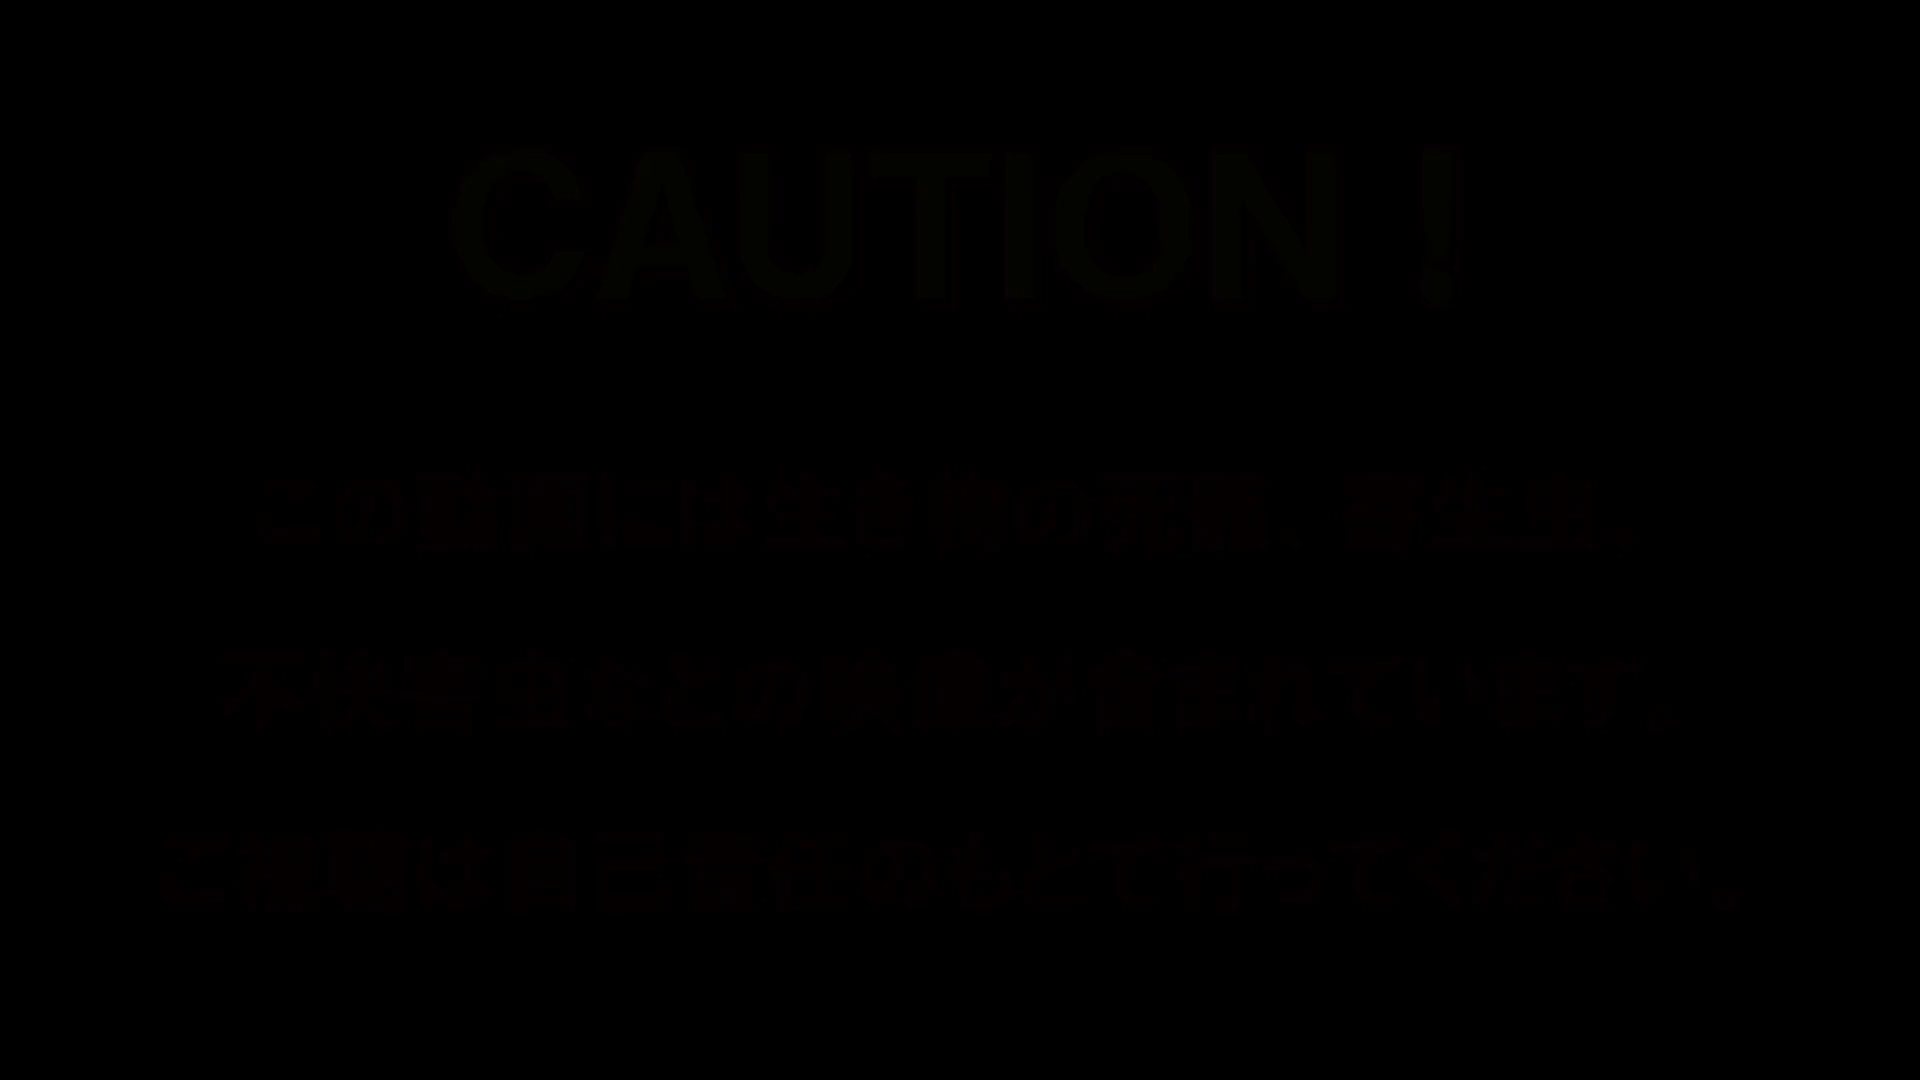 CAUTION！
この動画には生き物の死骸、寄生虫、
不快害虫などの映像が含まれています。
ご視聴は自己責任のもとで行ってください。